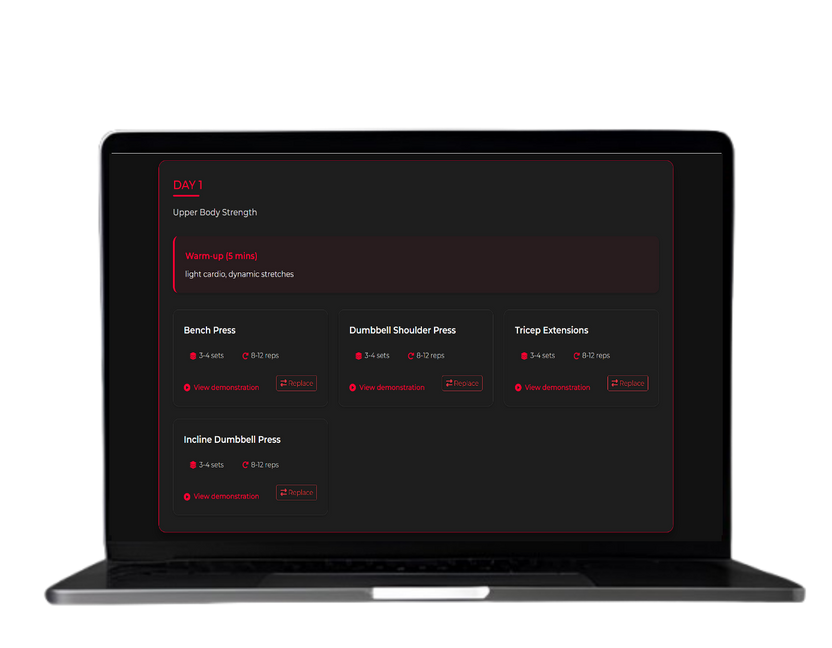 DAY 1
Upper Body Strength
Warm-up (5 mins)
light cardio, dynamic stretches
Bench Press
3-4 sets
8-12 reps
View demonstration
Replace
Dumbbell Shoulder Press
3-4 sets
8-12 reps
View demonstration
Replace
Tricep Extensions
3-4 sets
8-12 reps
View demonstration
Replace
Incline Dumbbell Press
3-4 sets
8-12 reps
View demonstration
Replace